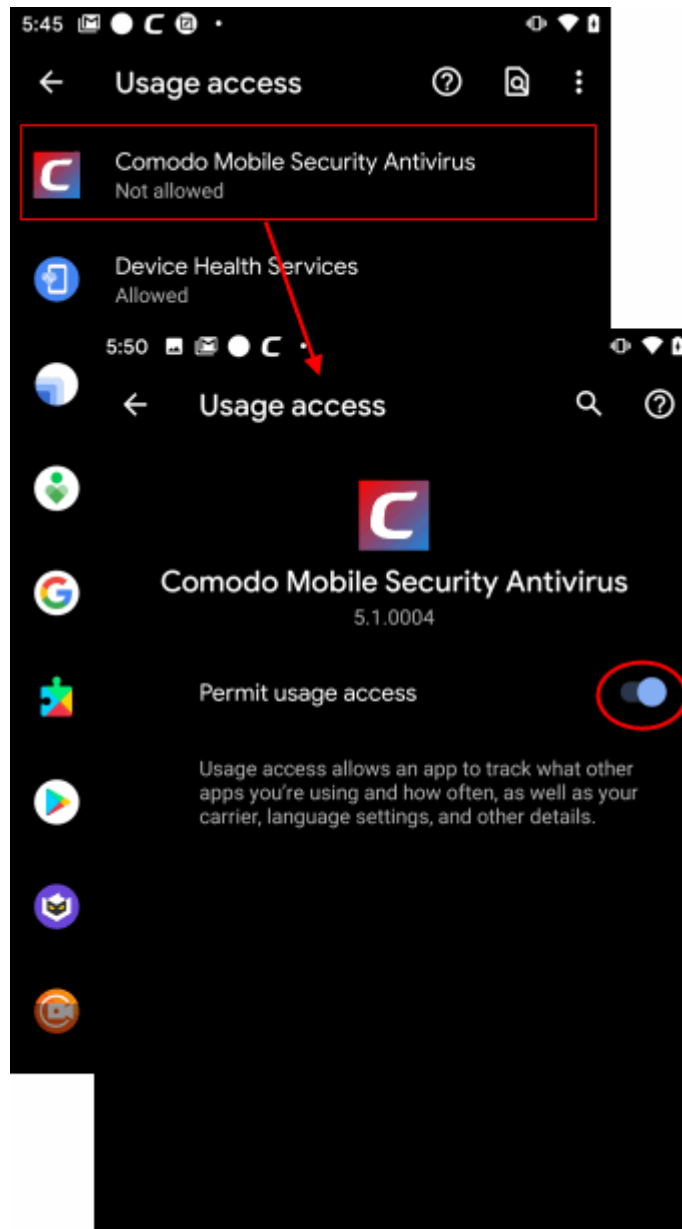 5:45
Usage access
Comodo Mobile Security Antivirus
Not allowed
Device Health Services
Allowed
5:50
Usage access
Comodo Mobile Security Antivirus
5.1.0004
Permit usage access
Usage access allows an app to track what other
apps you're using and how often, as well as your
carrier, language settings, and other details.